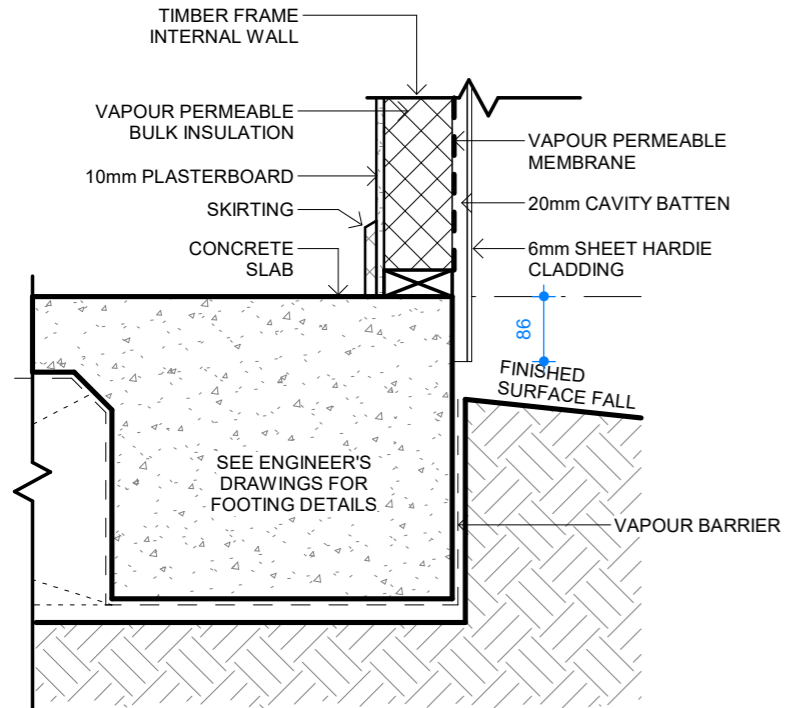 TIMBER FRAME
INTERNAL WALL
VAPOUR PERMEABLE
BULK INSULATION
10mm PLASTERBOARD
SKIRTING
CONCRETE
SLAB
VAPOUR PERMEABLE
MEMBRANE
20mm CAVITY BATTEN
6mm SHEET HARDIE
CLADDING
86
FINISHED
SURFACE FALL
SEE ENGINEER'S
DRAWINGS FOR
FOOTING DETAILS
VAPOUR BARRIER